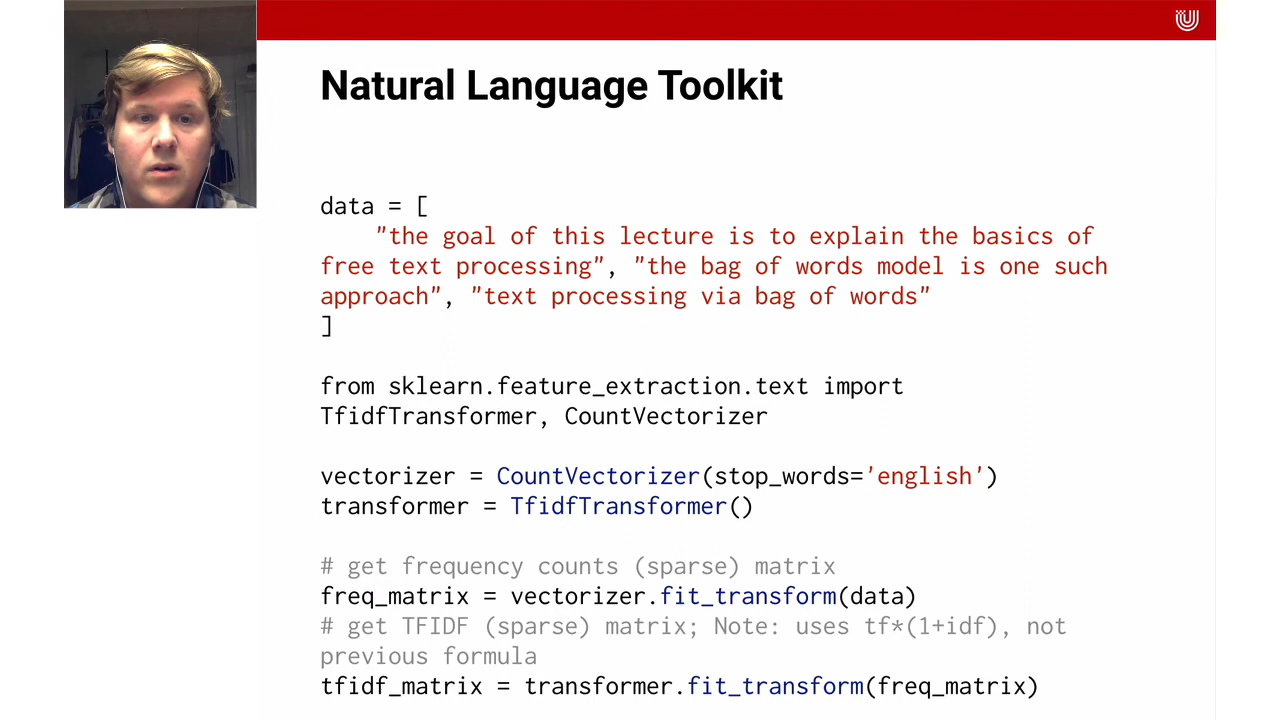 Natural Language Toolkit
data = [
"the goal of this lecture is to explain the basics of
free text processing", "the bag of words model is one such
approach", "text processing via bag of words"
]
from sklearn.feature_extraction.text import
TfidfTransformer, CountVectorizer
vectorizer = CountVectorizer(stop_words='english')
transformer = TfidfTransformer()
# get frequency counts (sparse) matrix
freq_matrix = vectorizer.fit_transform(data)
# get TFIDF (sparse) matrix; Note: uses tf*(1+idf), not
previous formula
tfidf_matrix = transformer.fit_transform(freq_matrix)